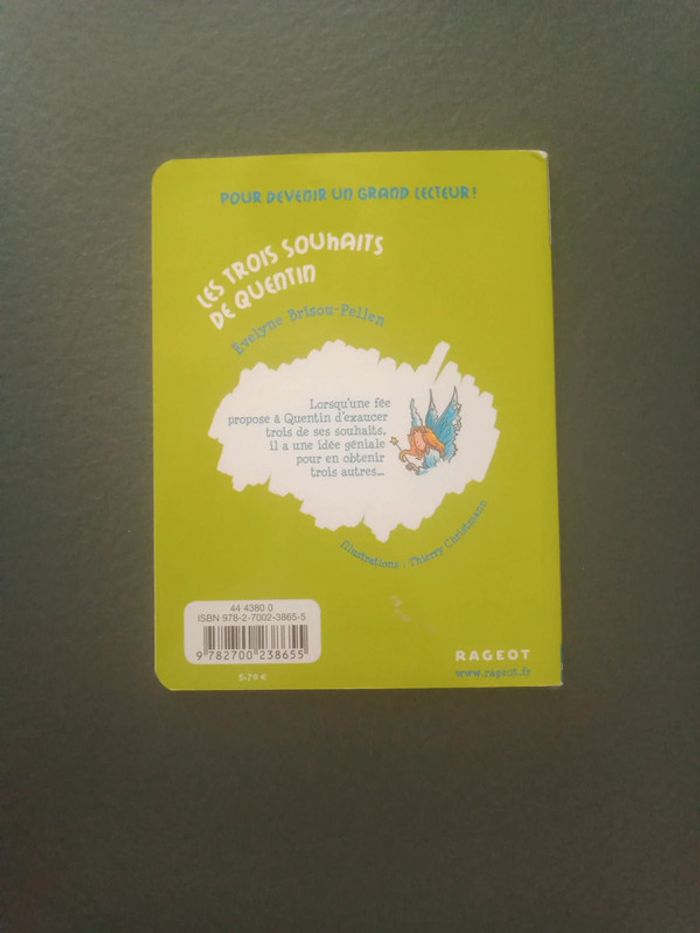 POUR DEVENIR UN GRAND LECTEUR !
LES TROIS SOUhAITS
DE QUENTIN
Évelyne Brisou-Pellen
Lorsqu'une fée
propose à Quentin d'exaucer
trois de ses souhaits,
il a une idée géniale
pour en obtenir
trois autres...
Illustrations : Thierry Christmann
44 4380 0
ISBN 978-2-7002-3865-5
9 782700 238655
5.70 €
RAGEOT
www.rageot.fr